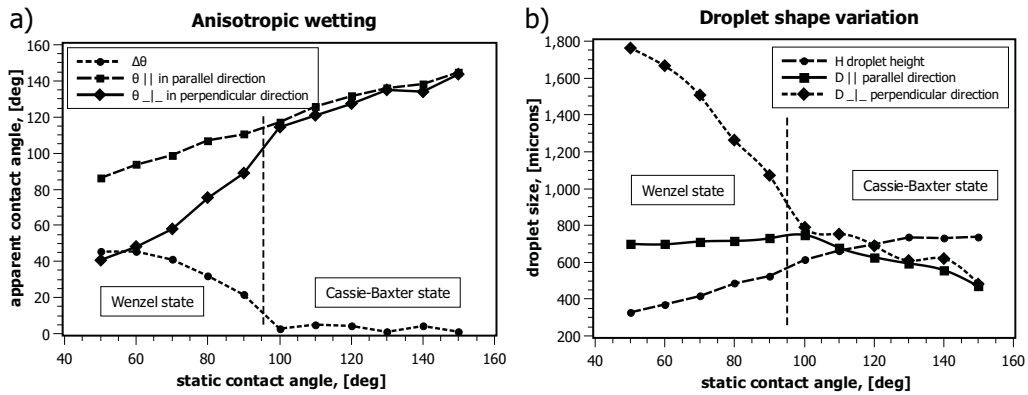 a)
Anisotropic wetting
160
140
120
100
80
60
40
20
0
apparent contact angle, [deg]
Δθ
θ || in parallel direction
θ _|_ in perpendicular direction
Wenzel state
Cassie-Baxter state
40 60 80 100 120 140 160
static contact angle, [deg]
b)
Droplet shape variation
1,800
1,600
1,400
1,200
1,000
800
600
400
200
droplet size, [microns]
H droplet height
D || parallel direction
D _|_ perpendicular direction
Wenzel state
Cassie-Baxter state
40 60 80 100 120 140 160
static contact angle, [deg]